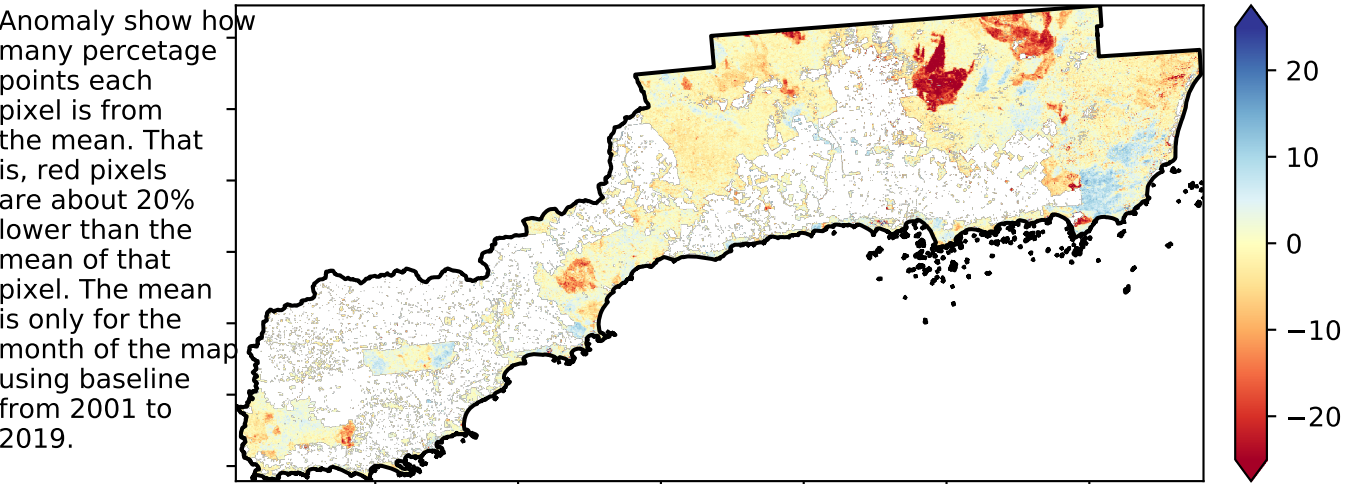 Anomaly show how
many percetage
points each
pixel is from
the mean. That
is, red pixels
are about 20%
lower than the
mean of that
pixel. The mean
is only for the
month of the map
using baseline
from 2001 to
2019.
20
10
0
−10
−20